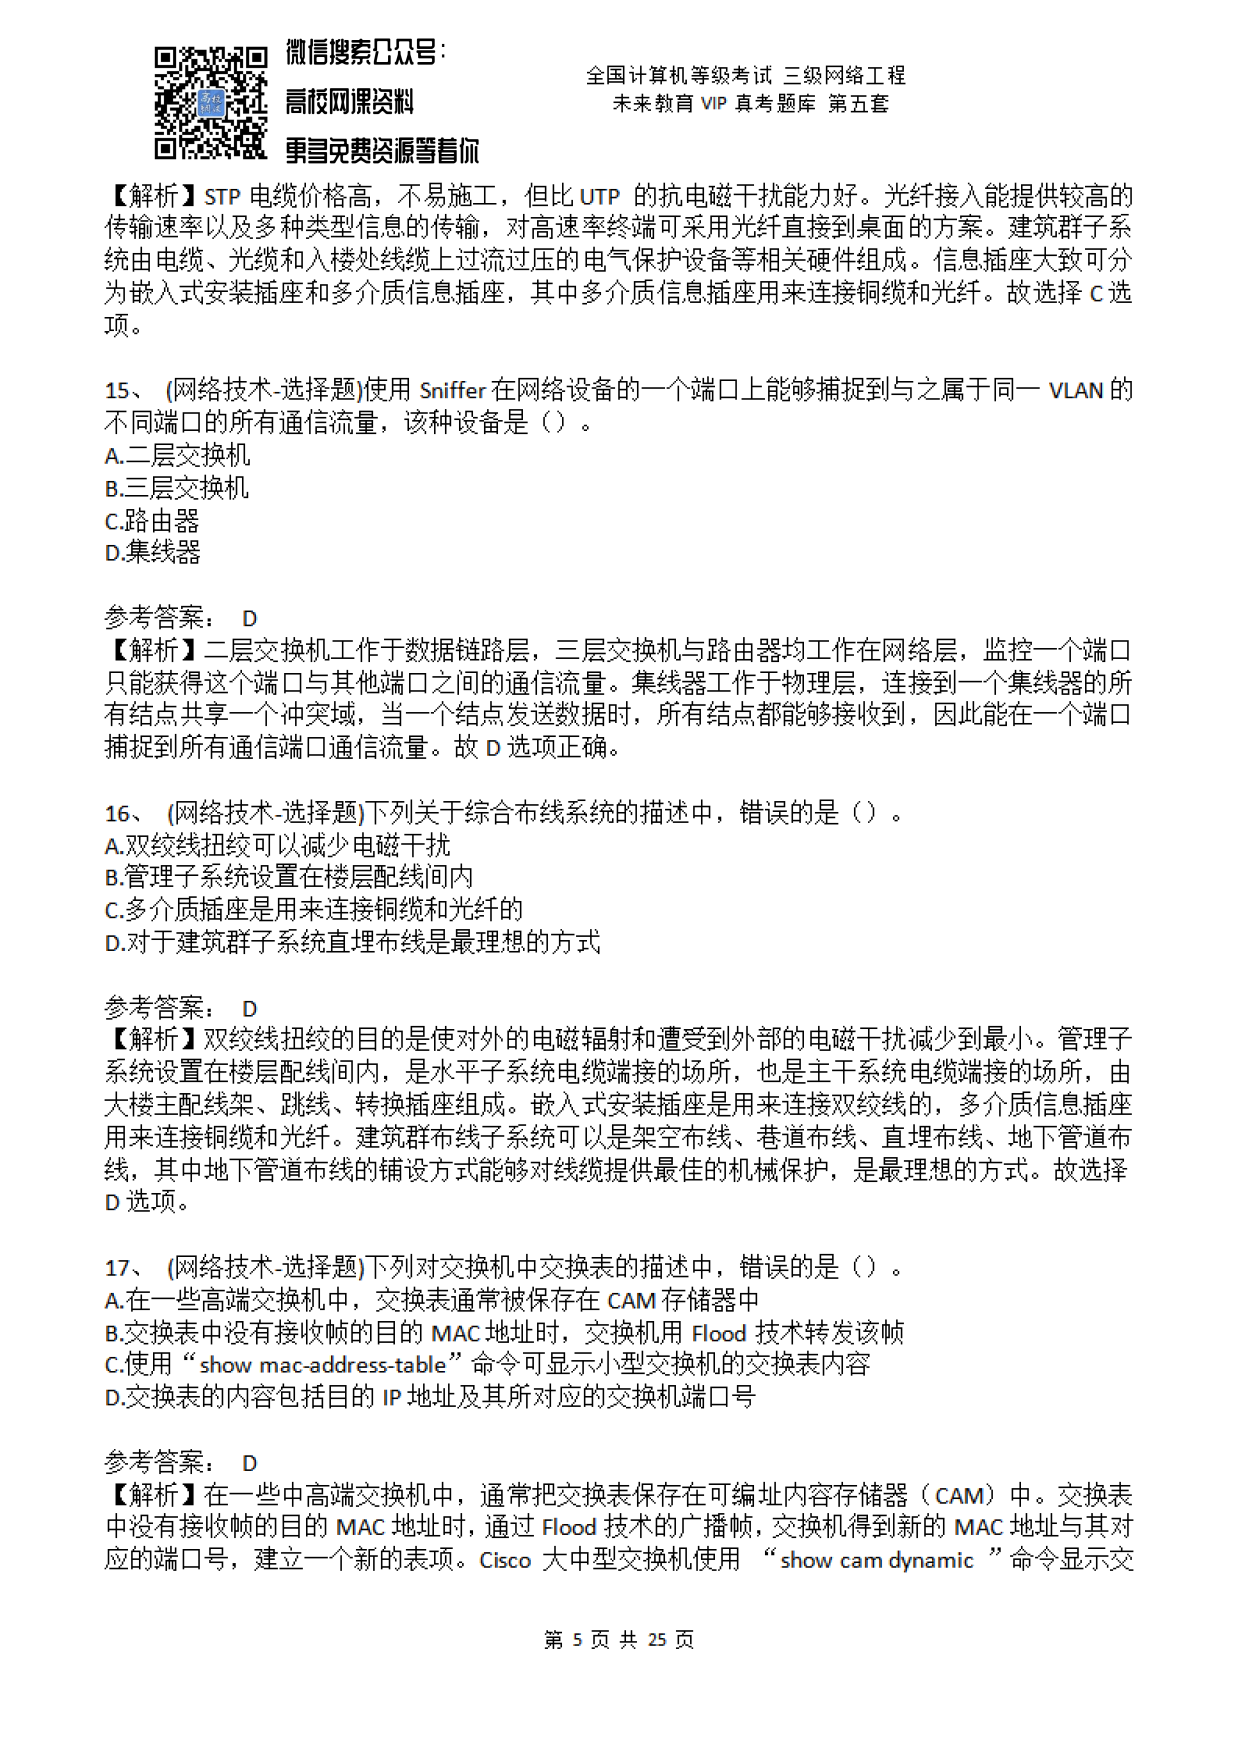 微信搜索公众号：
高校网课资料
更多免费资源等着你
全国计算机等级考试 三级网络工程
未来教育 VIP 真考题库 第五套
【解析】STP 电缆价格高，不易施工，但比 UTP 的抗电磁干扰能力好。光纤接入能提供较高的
传输速率以及多种类型信息的传输，对高速率终端可采用光纤直接到桌面的方案。建筑群子系
统由电缆、光缆和入楼处线缆上过流过压的电气保护设备等相关硬件组成。信息插座大致可分
为嵌入式安装插座和多介质信息插座，其中多介质信息插座用来连接铜缆和光纤。故选择 C 选
项。
15、 (网络技术-选择题)使用 Sniffer 在网络设备的一个端口上能够捕捉到与之属于同一 VLAN 的
不同端口的所有通信流量，该种设备是（）。
A.二层交换机
B.三层交换机
C.路由器
D.集线器
参考答案： D
【解析】二层交换机工作于数据链路层，三层交换机与路由器均工作在网络层，监控一个端口
只能获得这个端口与其他端口之间的通信流量。集线器工作于物理层，连接到一个集线器的所
有结点共享一个冲突域，当一个结点发送数据时，所有结点都能够接收到，因此能在一个端口
捕捉到所有通信端口通信流量。故 D 选项正确。
16、 (网络技术-选择题)下列关于综合布线系统的描述中，错误的是（）。
A.双绞线扭绞可以减少电磁干扰
B.管理子系统设置在楼层配线间内
C.多介质插座是用来连接铜缆和光纤的
D.对于建筑群子系统直埋布线是最理想的方式
参考答案： D
【解析】双绞线扭绞的目的是使对外的电磁辐射和遭受到外部的电磁干扰减少到最小。管理子
系统设置在楼层配线间内，是水平子系统电缆端接的场所，也是主干系统电缆端接的场所，由
大楼主配线架、跳线、转换插座组成。嵌入式安装插座是用来连接双绞线的，多介质信息插座
用来连接铜缆和光纤。建筑群布线子系统可以是架空布线、巷道布线、直埋布线、地下管道布
线，其中地下管道布线的铺设方式能够对线缆提供最佳的机械保护，是最理想的方式。故选择
D 选项。
17、 (网络技术-选择题)下列对交换机中交换表的描述中，错误的是（）。
A.在一些高端交换机中，交换表通常被保存在 CAM 存储器中
B.交换表中没有接收帧的目的 MAC 地址时，交换机用 Flood 技术转发该帧
C.使用“show mac-address-table”命令可显示小型交换机的交换表内容
D.交换表的内容包括目的 IP 地址及其所对应的交换机端口号
参考答案： D
【解析】在一些中高端交换机中，通常把交换表保存在可编址内容存储器（CAM）中。交换表
中没有接收帧的目的 MAC 地址时，通过 Flood 技术的广播帧，交换机得到新的 MAC 地址与其对
应的端口号，建立一个新的表项。Cisco 大中型交换机使用 “show cam dynamic ”命令显示交
第 5 页 共 25 页